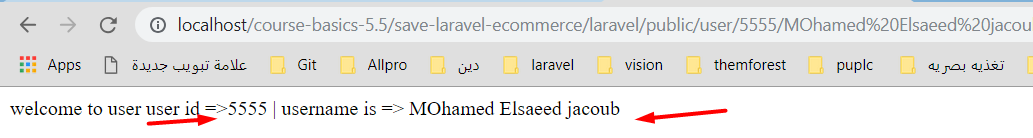 localhost/course-basics-5.5/save-laravel-ecommerce/laravel/public/user/5555/MOhamed%20Elsaeed%20jacou
Apps علامة تبويب جديدة Git Allpro دين laravel vision themforest puplc تغذيه بصريه
welcome to user user id =>5555 | username is => MOhamed Elsaeed jacoub